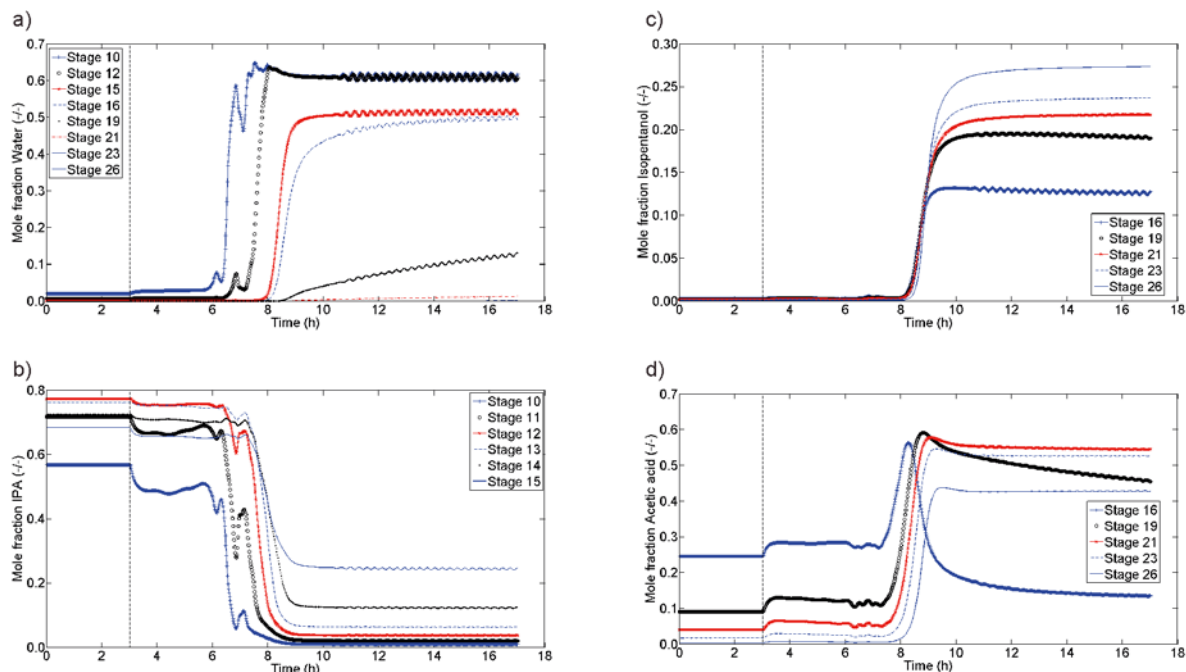 a)
Mole fraction Water (-/-)
0.7
0.6
0.5
0.4
0.3
0.2
0.1
0.0
Stage 10
Stage 12
Stage 15
Stage 16
Stage 19
Stage 21
Stage 23
Stage 26
0 2 4 6 8 10 12 14 16 18
Time (h)
c)
Mole fraction Isopentanol (-/-)
0.30
0.25
0.20
0.15
0.10
0.05
0.00
Stage 16
Stage 19
Stage 21
Stage 23
Stage 26
0 2 4 6 8 10 12 14 16 18
Time (h)
b)
Mole fraction IPA (-/-)
0.8
0.6
0.4
0.2
0.0
Stage 10
Stage 11
Stage 12
Stage 13
Stage 14
Stage 15
0 2 4 6 8 10 12 14 16 18
Time (h)
d)
Mole fraction Acetic acid (-/-)
0.7
0.6
0.5
0.4
0.3
0.2
0.1
0.0
Stage 16
Stage 19
Stage 21
Stage 23
Stage 26
0 2 4 6 8 10 12 14 16 18
Time (h)